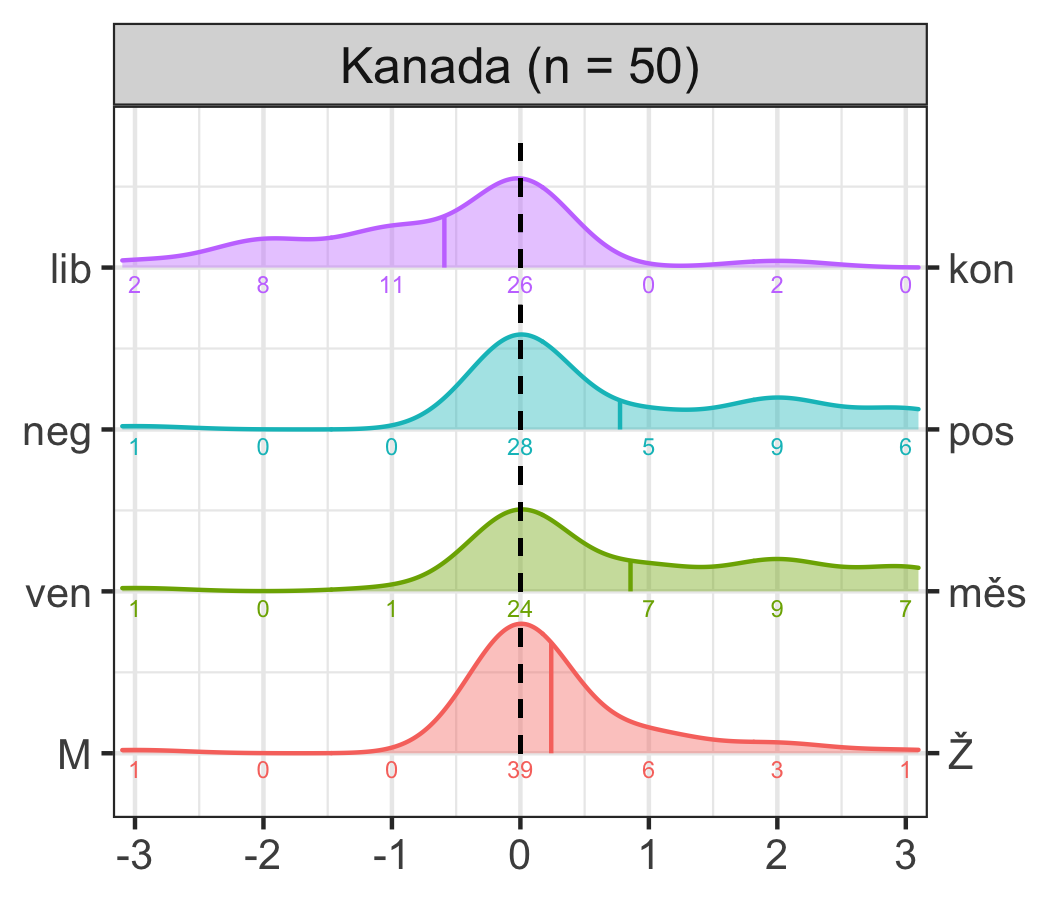 Kanada (n = 50)
lib kon
2 8 11 26 0 2 0
neg pos
1 0 0 28 5 9 6
ven měs
1 0 1 24 7 9 7
M Ž
1 0 0 39 6 3 1
-3 -2 -1 0 1 2 3